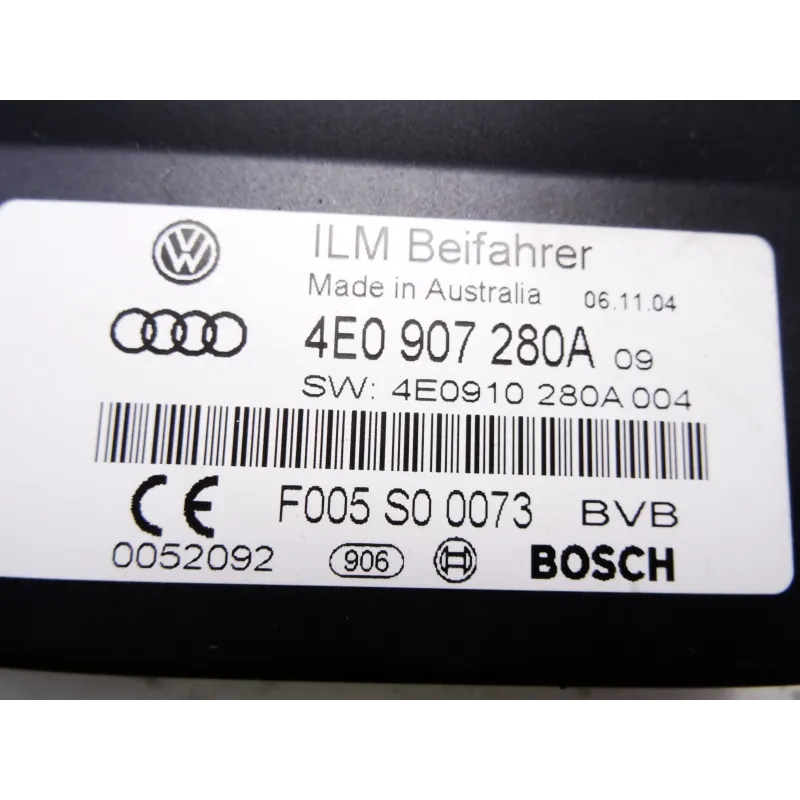 ILM Beifahrer
Made in Australia 06.11.04
4E0 907 280A 09
SW: 4E0910 280A 004
CE F005 S0 0073 BVB
0052092 906 BOSCH